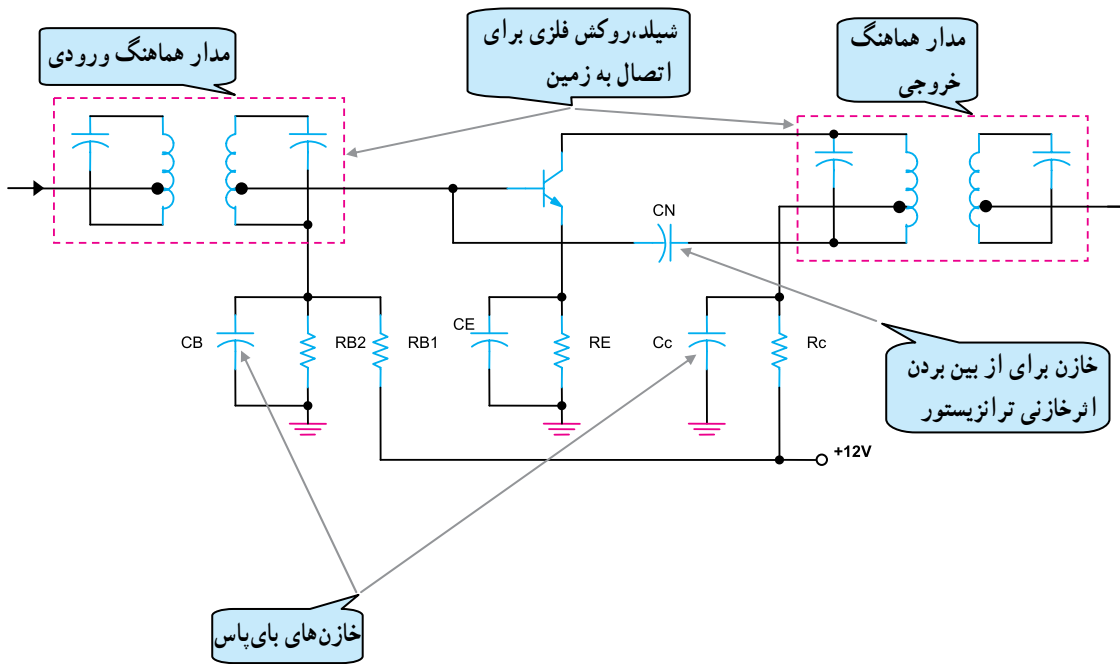 مدار هماهنگ ورودی
شیلد،روکش فلزی برای
اتصال به زمین
مدار هماهنگ
خروجی
CN
CB
RB2
RB1
CE
RE
Cc
Rc
خازن برای از بین بردن
اثرخازنی ترانزیستور
+12V
خازن‌های بای‌پاس